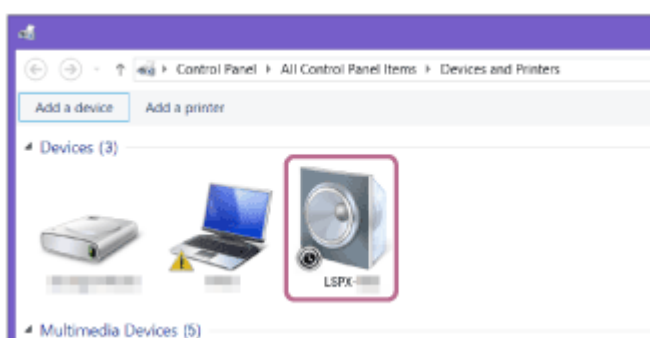 Control Panel All Control Panel Items Devices and Printers
Add a device Add a printer
Devices (3)
LSPX-
Multimedia Devices (5)